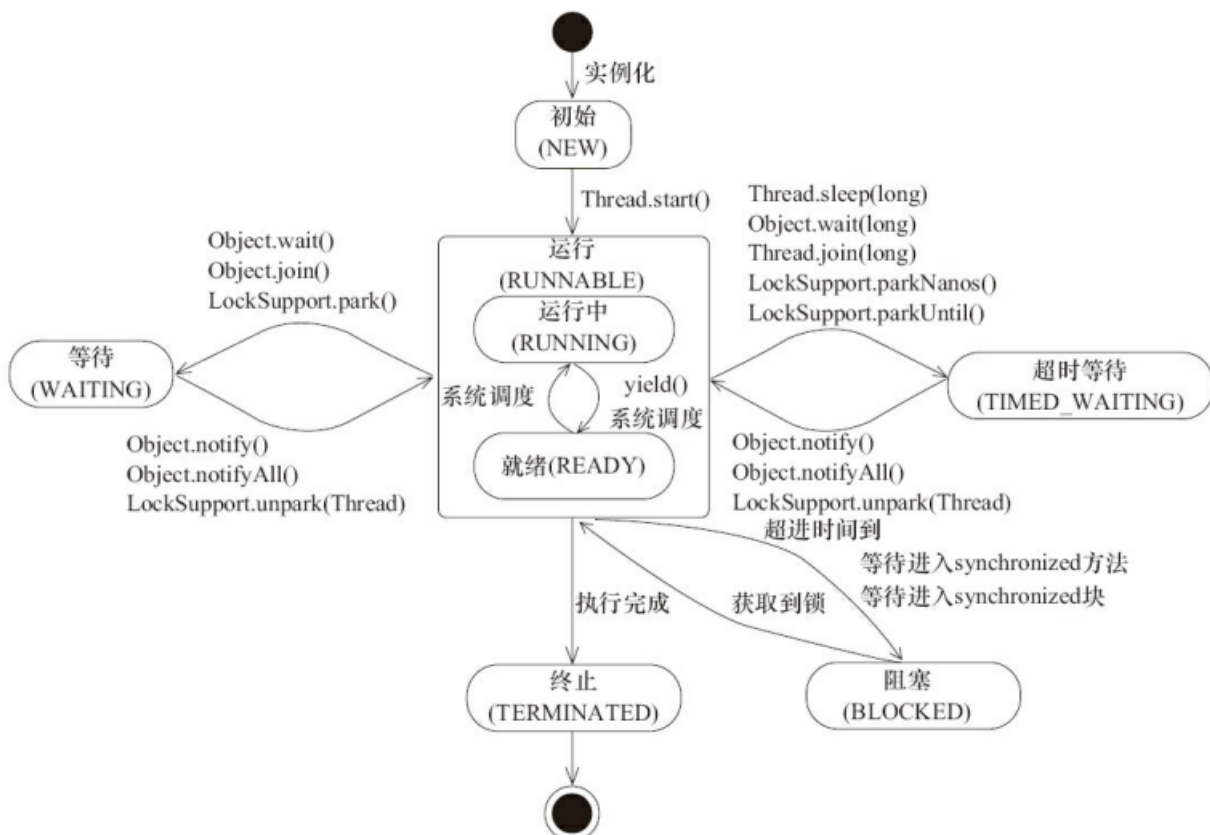 实例化
初始
(NEW)
Thread.start()
Object.wait()
Object.join()
LockSupport.park()
运行
(RUNNABLE)
运行中
(RUNNING)
系统调度
yield()
系统调度
就绪(READY)
Thread.sleep(long)
Object.wait(long)
Thread.join(long)
LockSupport.parkNanos()
LockSupport.parkUntil()
等待
(WAITING)
超时等待
(TIMED_WAITING)
Object.notify()
Object.notifyAll()
LockSupport.unpark(Thread)
Object.notify()
Object.notifyAll()
LockSupport.unpark(Thread)
超进时间到
等待进入synchronized方法
等待进入synchronized块
执行完成
获取到锁
终止
(TERMINATED)
阻塞
(BLOCKED)